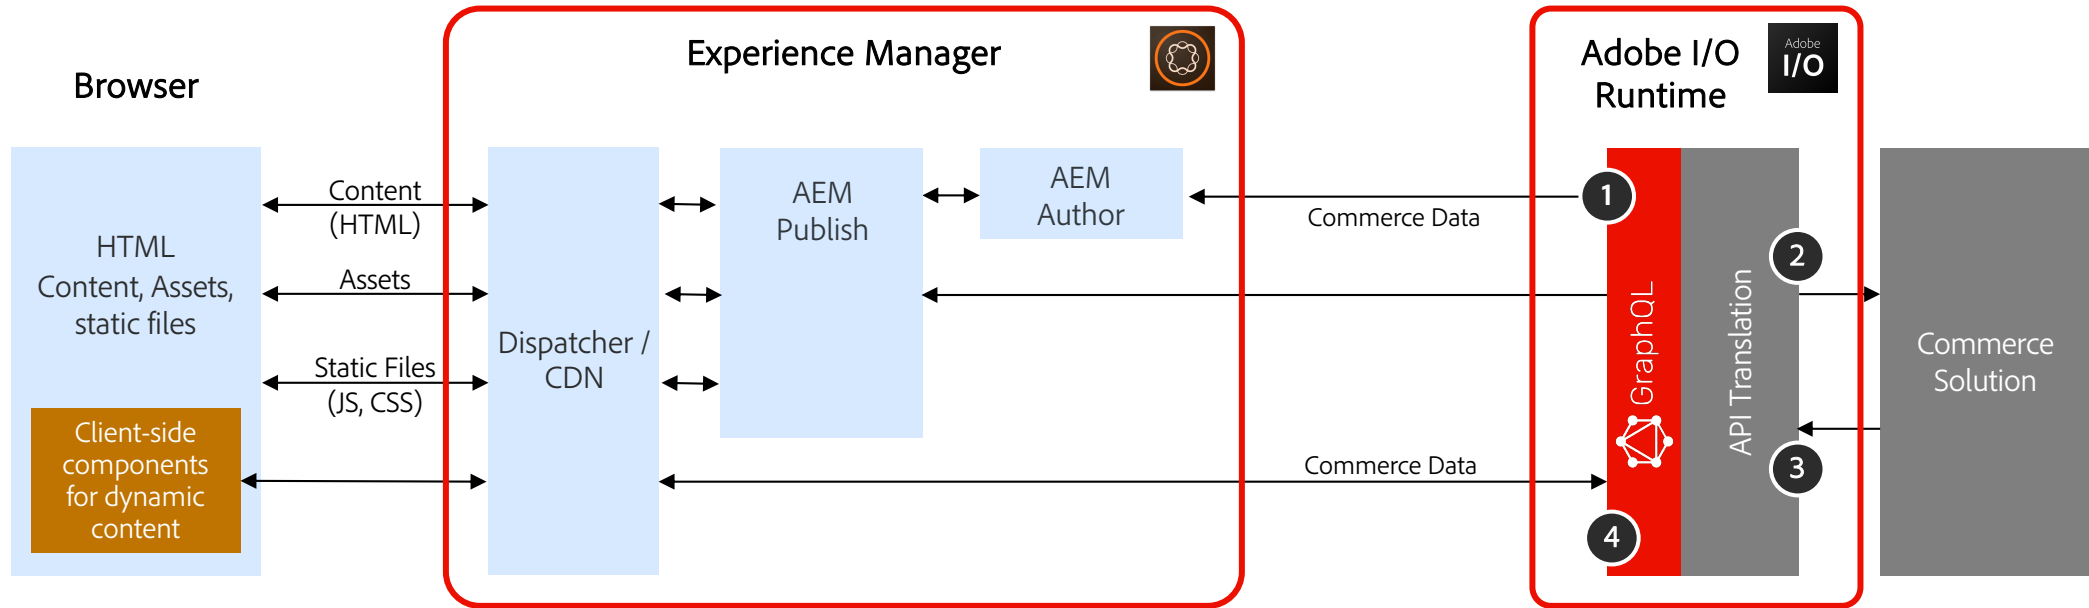 Browser
HTML
Content, Assets,
static files
Client-side
components
for dynamic
content
Content
(HTML)
Assets
Static Files
(JS, CSS)
Experience Manager
Dispatcher /
CDN
AEM
Publish
AEM
Author
Commerce Data
Commerce Data
Adobe I/O
Runtime
Adobe
I/O
1
2
3
4
GraphQL
API Translation
Commerce
Solution